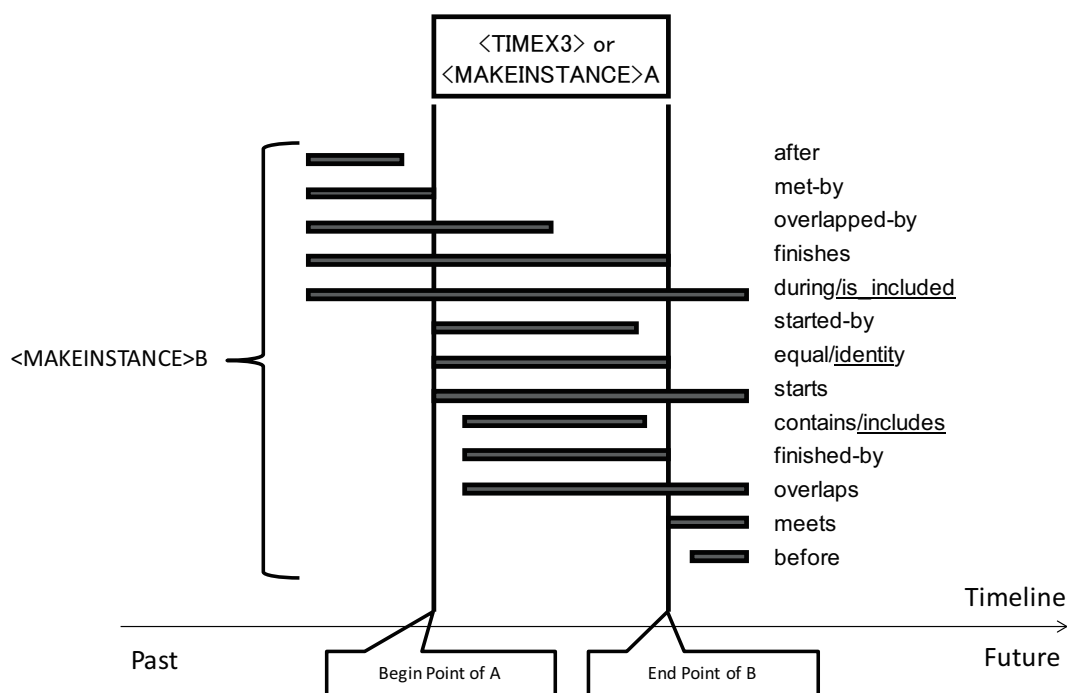 <TIMEX3> or
<MAKEINSTANCE>A
after
met-by
overlapped-by
finishes
during/is_included
started-by
<MAKEINSTANCE>B
equal/identity
starts
contains/includes
finished-by
overlaps
meets
before
Timeline
Past
Begin Point of A
End Point of B
Future